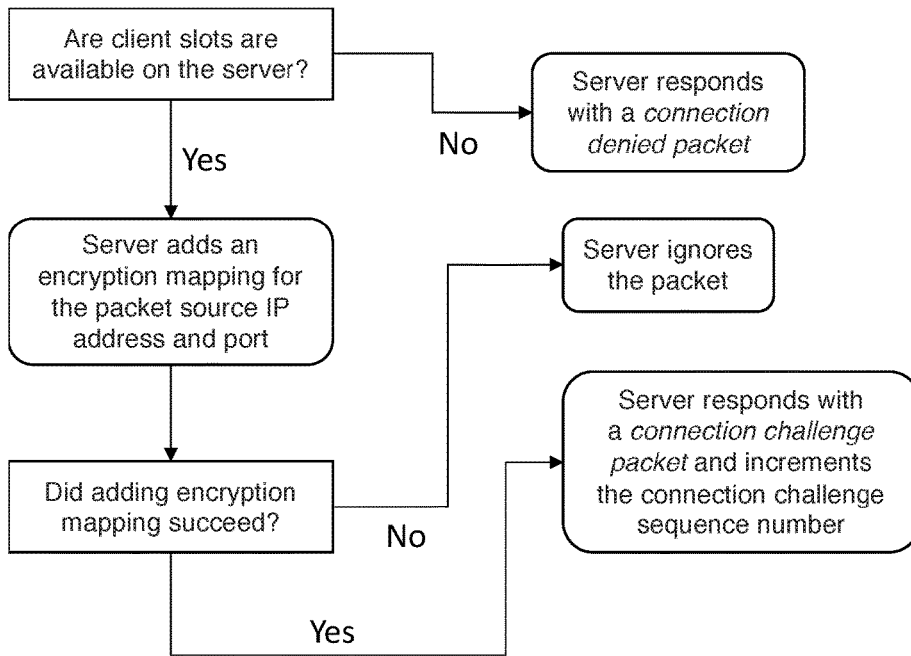 Are client slots are
available on the server?
Server responds
with a connection
denied packet
No
Yes
Server adds an
encryption mapping for
the packet source IP
address and port
Server ignores
the packet
Server responds with
a connection challenge
packet and increments
the connection challenge
sequence number
Did adding encryption
mapping succeed?
No
Yes